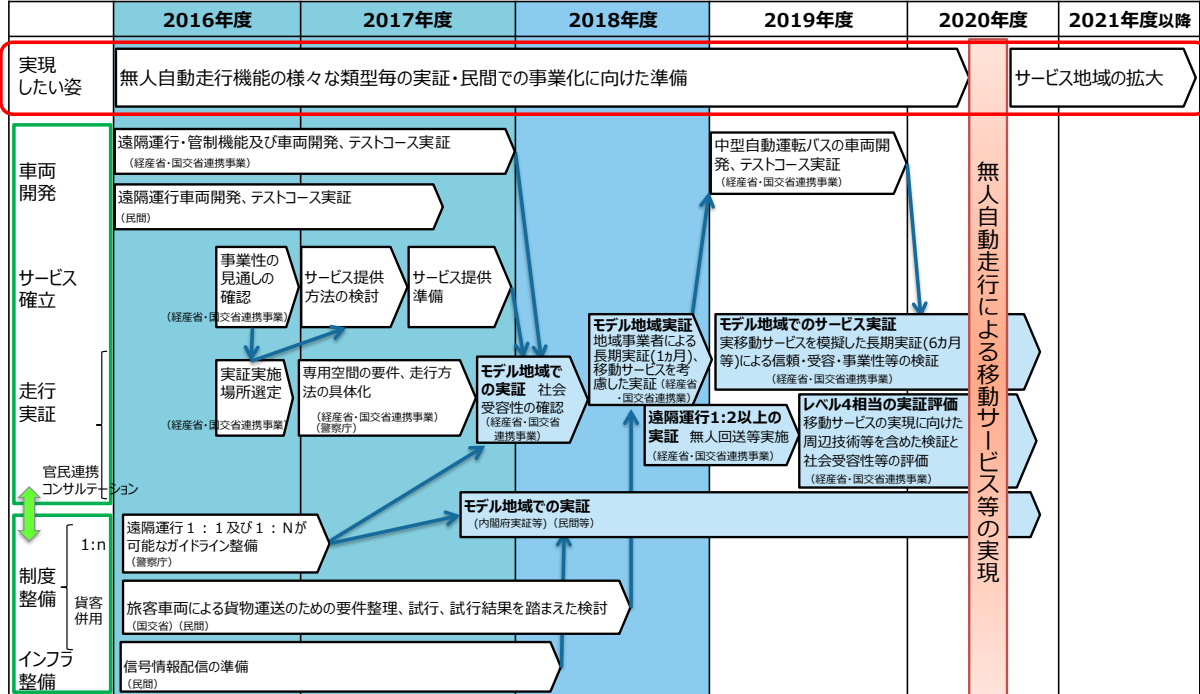 2016年度
2017年度
2018年度
2019年度
2020年度
2021年度以降
実現
したい姿
無人自動走行機能の様々な類型毎の実証・民間での事業化に向けた準備
サービス地域の拡大
車両
開発
遠隔運行・管制機能及び車両開発、テストコース実証
(経産省・国交省連携事業)
遠隔運行車両開発、テストコース実証
(民間)
中型自動運転バスの車両開
発、テストコース実証
(経産省・国交省連携事業)
サービス
確立
事業性の
見通しの
確認
(経産省・国交省連携事業)
サービス提供
方法の検討
サービス提供
準備
走行
実証
実証実施
場所選定
(経産省・国交省連携事業)
専用空間の要件、走行方
法の具体化
(経産省・国交省連携事業)
(警察庁)
モデル地域で
の実証 社会
受容性の確認
(経産省・国交省
連携事業)
モデル地域実証
地域事業者による
長期実証(1ヵ月)、
移動サービスを考
慮した実証 (経産省
・国交省連携事業)
モデル地域でのサービス実証
実移動サービスを模擬した長期実証(6カ月
等)による信頼・受容・事業性等の検証
(経産省・国交省連携事業)
遠隔運行1:2以上の
実証 無人回送等実施
(経産省・国交省連携事業)
レベル4相当の実証評価
移動サービスの実現に向けた
周辺技術等を含めた検証と
社会受容性等の評価
(経産省・国交省連携事業)
官民連携
コンサルテーション
モデル地域での実証
(内閣府実証等) (民間等)
制度
整備
1:n
遠隔運行1:1及び1:Nが
可能なガイドライン整備
(警察庁)
貨客
併用
旅客車両による貨物運送のための要件整理、試行、試行結果を踏まえた検討
(国交省) (民間)
インフラ
整備
信号情報配信の準備
(民間)
無人自動走行による移動サービス等の実現